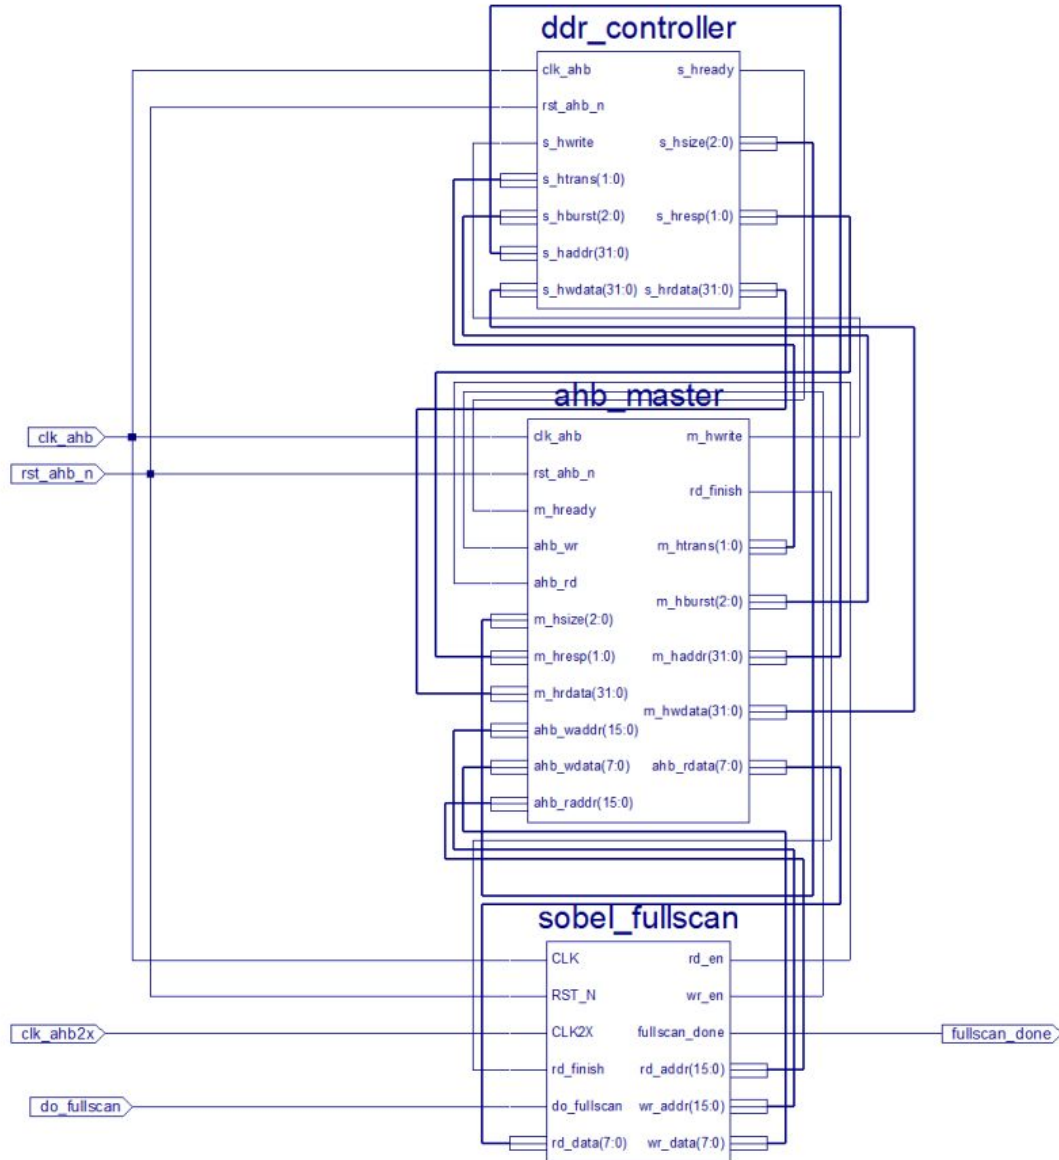 ddr_controller
clk_ahb s_hready
rst_ahb_n
s_hwrite s_hsize(2:0)
s_htrans(1:0)
s_hburst(2:0) s_hresp(1:0)
s_haddr(31:0)
s_hwdata(31:0) s_hrdata(31:0)
ahb_master
clk_ahb clk_ahb m_hwrite
rst_ahb_n rst_ahb_n
rd_finish
m_hready
ahb_wr m_htrans(1:0)
ahb_rd
m_hburst(2:0)
m_hsize(2:0)
m_hresp(1:0) m_haddr(31:0)
m_hrdata(31:0)
m_hwdata(31:0)
ahb_waddr(15:0)
ahb_wdata(7:0) ahb_rdata(7:0)
ahb_raddr(15:0)
sobel_fullscan
CLK rd_en
RST_N wr_en
clk_ahb2x CLK2X fullscan_done fullscan_done
rd_finish rd_addr(15:0)
do_fullscan do_fullscan wr_addr(15:0)
rd_data(7:0) wr_data(7:0)